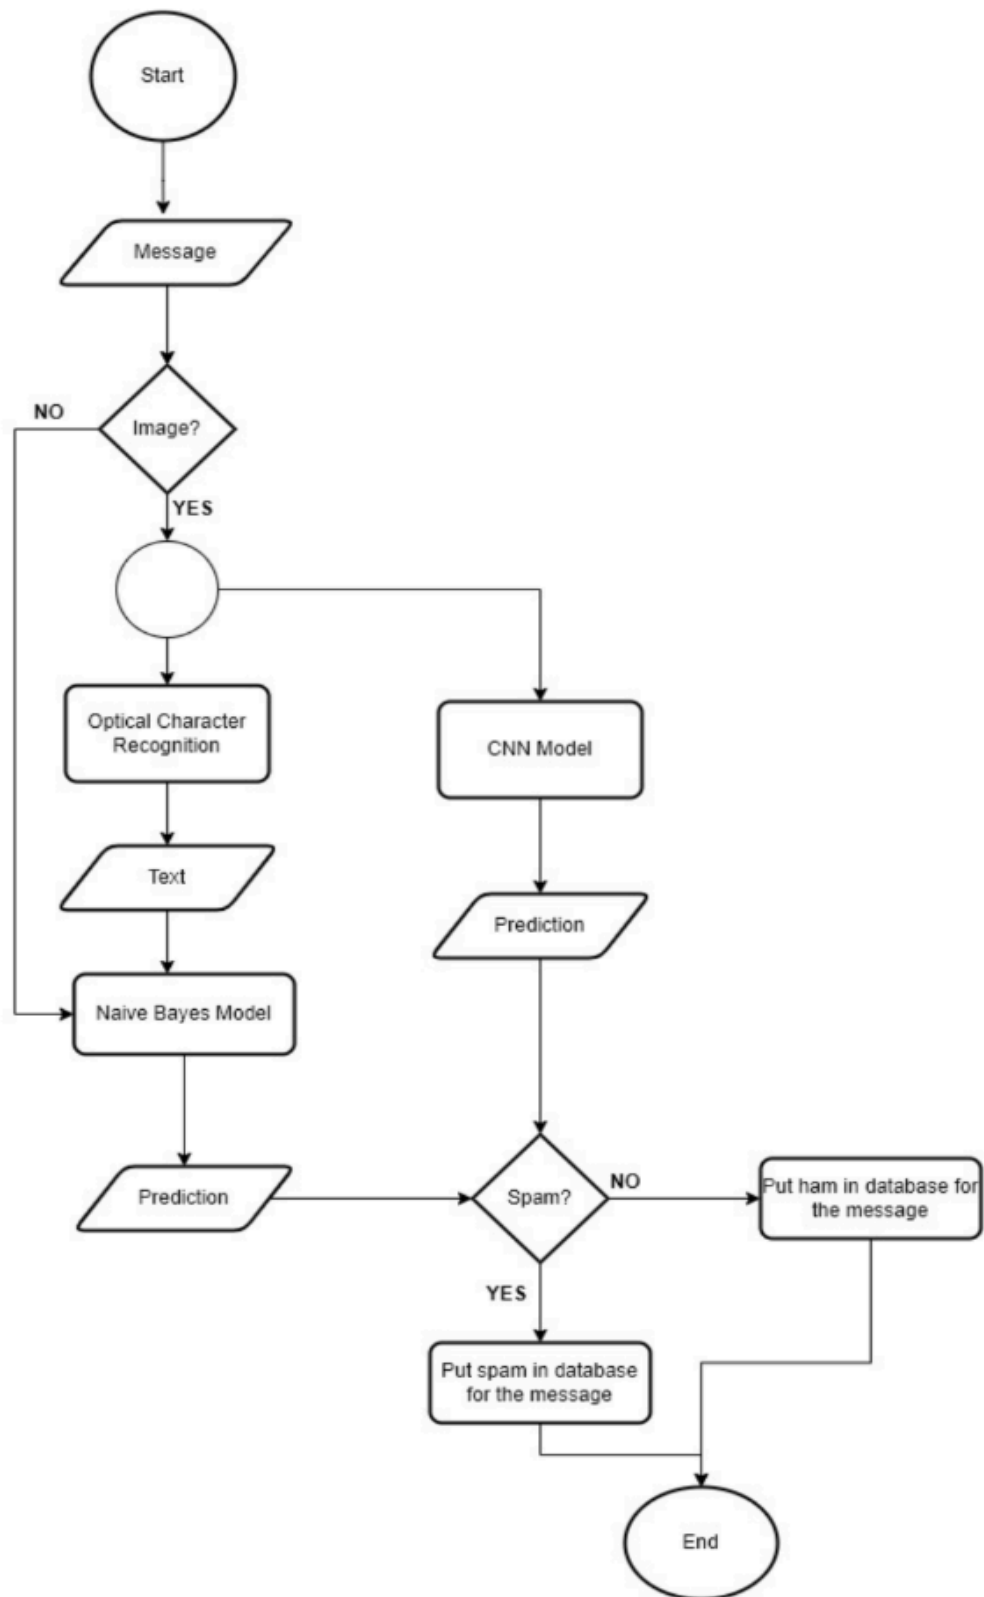 Start
Message
Image?
NO
YES
Optical Character
Recognition
CNN Model
Text
Prediction
Naive Bayes Model
Prediction
Spam?
NO
Put ham in database for
the message
YES
Put spam in database
for the message
End